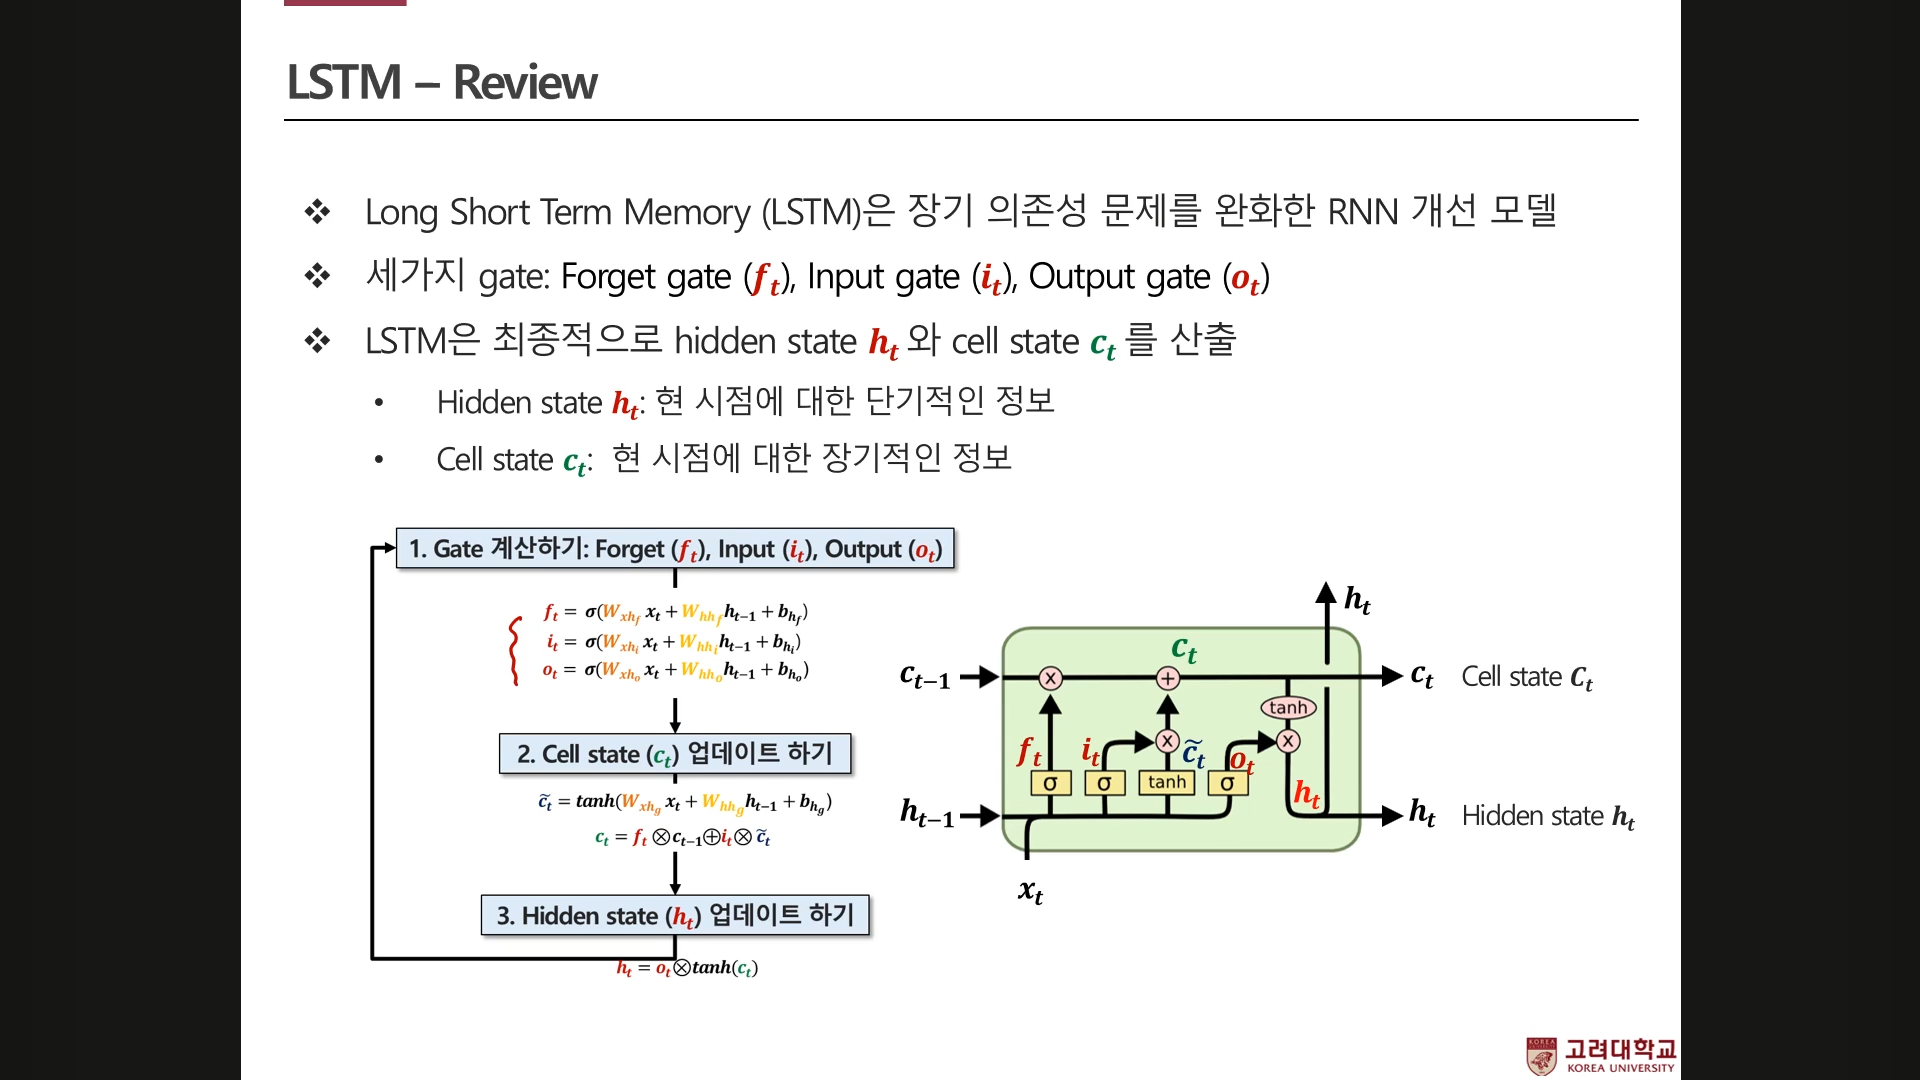 LSTM – Review
❖ Long Short Term Memory (LSTM)은 장기 의존성 문제를 완화한 RNN 개선 모델
❖ 세가지 gate: Forget gate (f_t), Input gate (i_t), Output gate (o_t)
❖ LSTM은 최종적으로 hidden state h_t 와 cell state c_t 를 산출
• Hidden state h_t: 현 시점에 대한 단기적인 정보
• Cell state c_t: 현 시점에 대한 장기적인 정보
1. Gate 계산하기: Forget (f_t), Input (i_t), Output (o_t)
f_t = σ(W_{xh_f} x_t + W_{hh_f} h_{t−1} + b_{h_f})
i_t = σ(W_{xh_i} x_t + W_{hh_i} h_{t−1} + b_{h_i})
o_t = σ(W_{xh_o} x_t + W_{hh_o} h_{t−1} + b_{h_o})
2. Cell state (c_t) 업데이트 하기
c̃_t = tanh(W_{xh_g} x_t + W_{hh_g} h_{t−1} + b_{h_g})
c_t = f_t ⊗ c_{t−1} ⊕ i_t ⊗ c̃_t
3. Hidden state (h_t) 업데이트 하기
h_t = o_t ⊗ tanh(c_t)
h_t
c_t
c_{t−1} x + c_t Cell state C_t
tanh
f_t i_t x c̃_t o_t x
σ σ tanh σ h_t
h_{t−1} h_t Hidden state h_t
x_t
고려대학교
KOREA UNIVERSITY